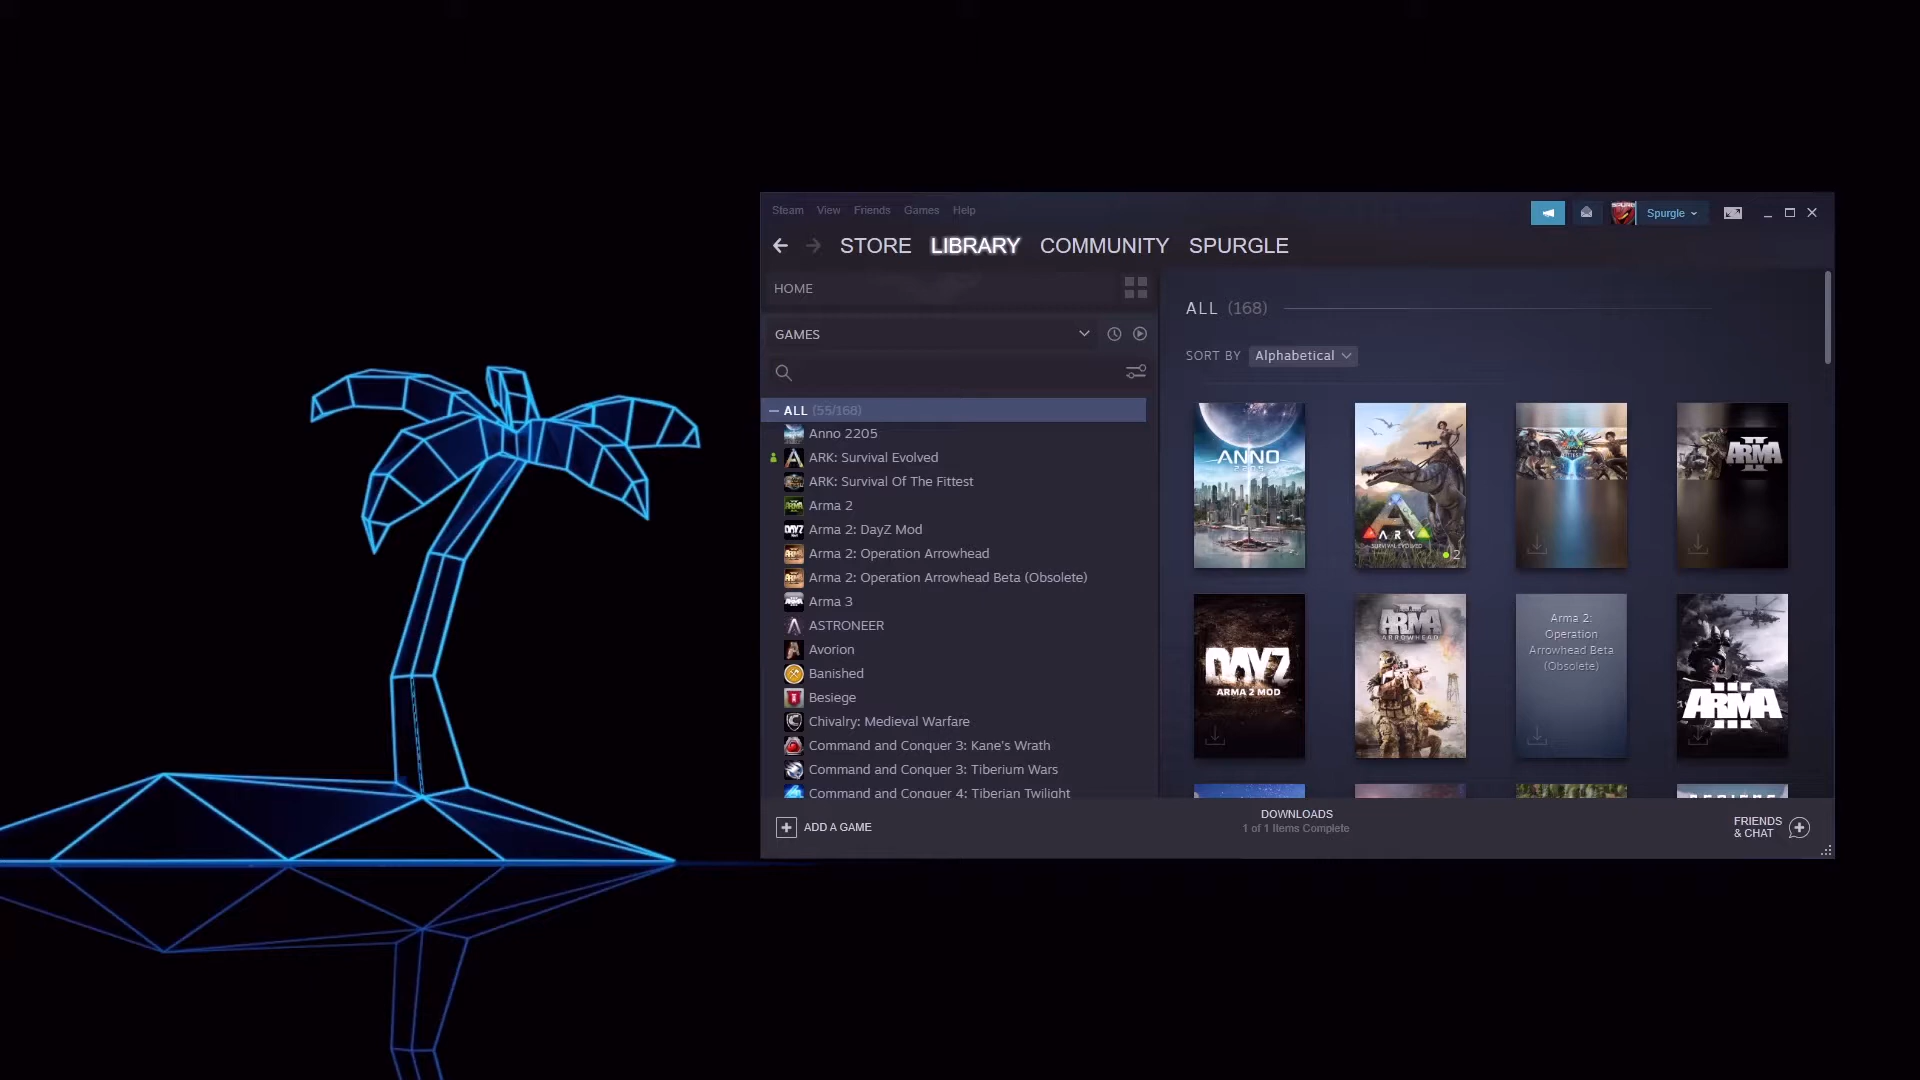 Steam View Friends Games Help
Spurgle
STORE LIBRARY COMMUNITY SPURGLE
HOME
GAMES
ALL (55/168)
Anno 2205
ARK: Survival Evolved
ARK: Survival Of The Fittest
Arma 2
Arma 2: DayZ Mod
Arma 2: Operation Arrowhead
Arma 2: Operation Arrowhead Beta (Obsolete)
Arma 3
ASTRONEER
Avorion
Banished
Besiege
Chivalry: Medieval Warfare
Command and Conquer 3: Kane's Wrath
Command and Conquer 3: Tiberium Wars
Command and Conquer 4: Tiberian Twilight
ALL (168)
SORT BY Alphabetical
ANNO
2205
ARK
SURVIVAL EVOLVED
2
ARMA
II
DAYZ
ARMA 2 MOD
ARMA
ARROWHEAD
Arma 2:
Operation
Arrowhead Beta
(Obsolete)
ARMA
III
ADD A GAME
DOWNLOADS
1 of 1 Items Complete
FRIENDS
& CHAT